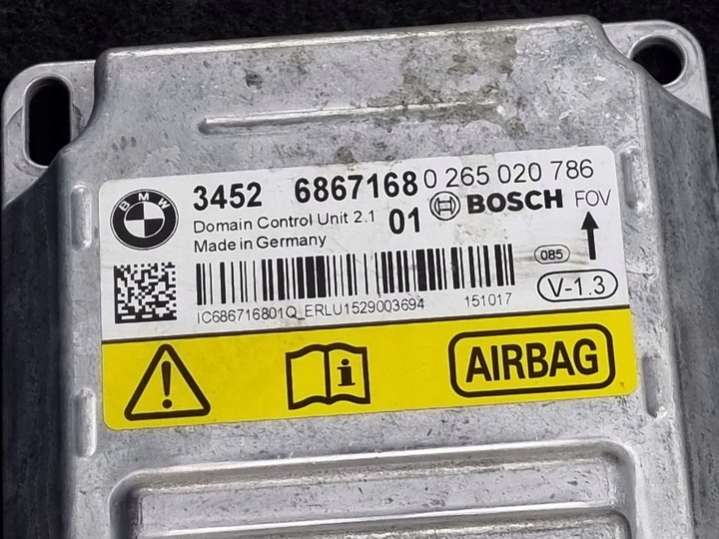 BMW
3452 6867168 0 265 020 786
Domain Control Unit 2.1 01 BOSCH FOV
Made in Germany
085
V-1.3
IC686716801Q_ERLU1529003694 151017
i
AIRBAG